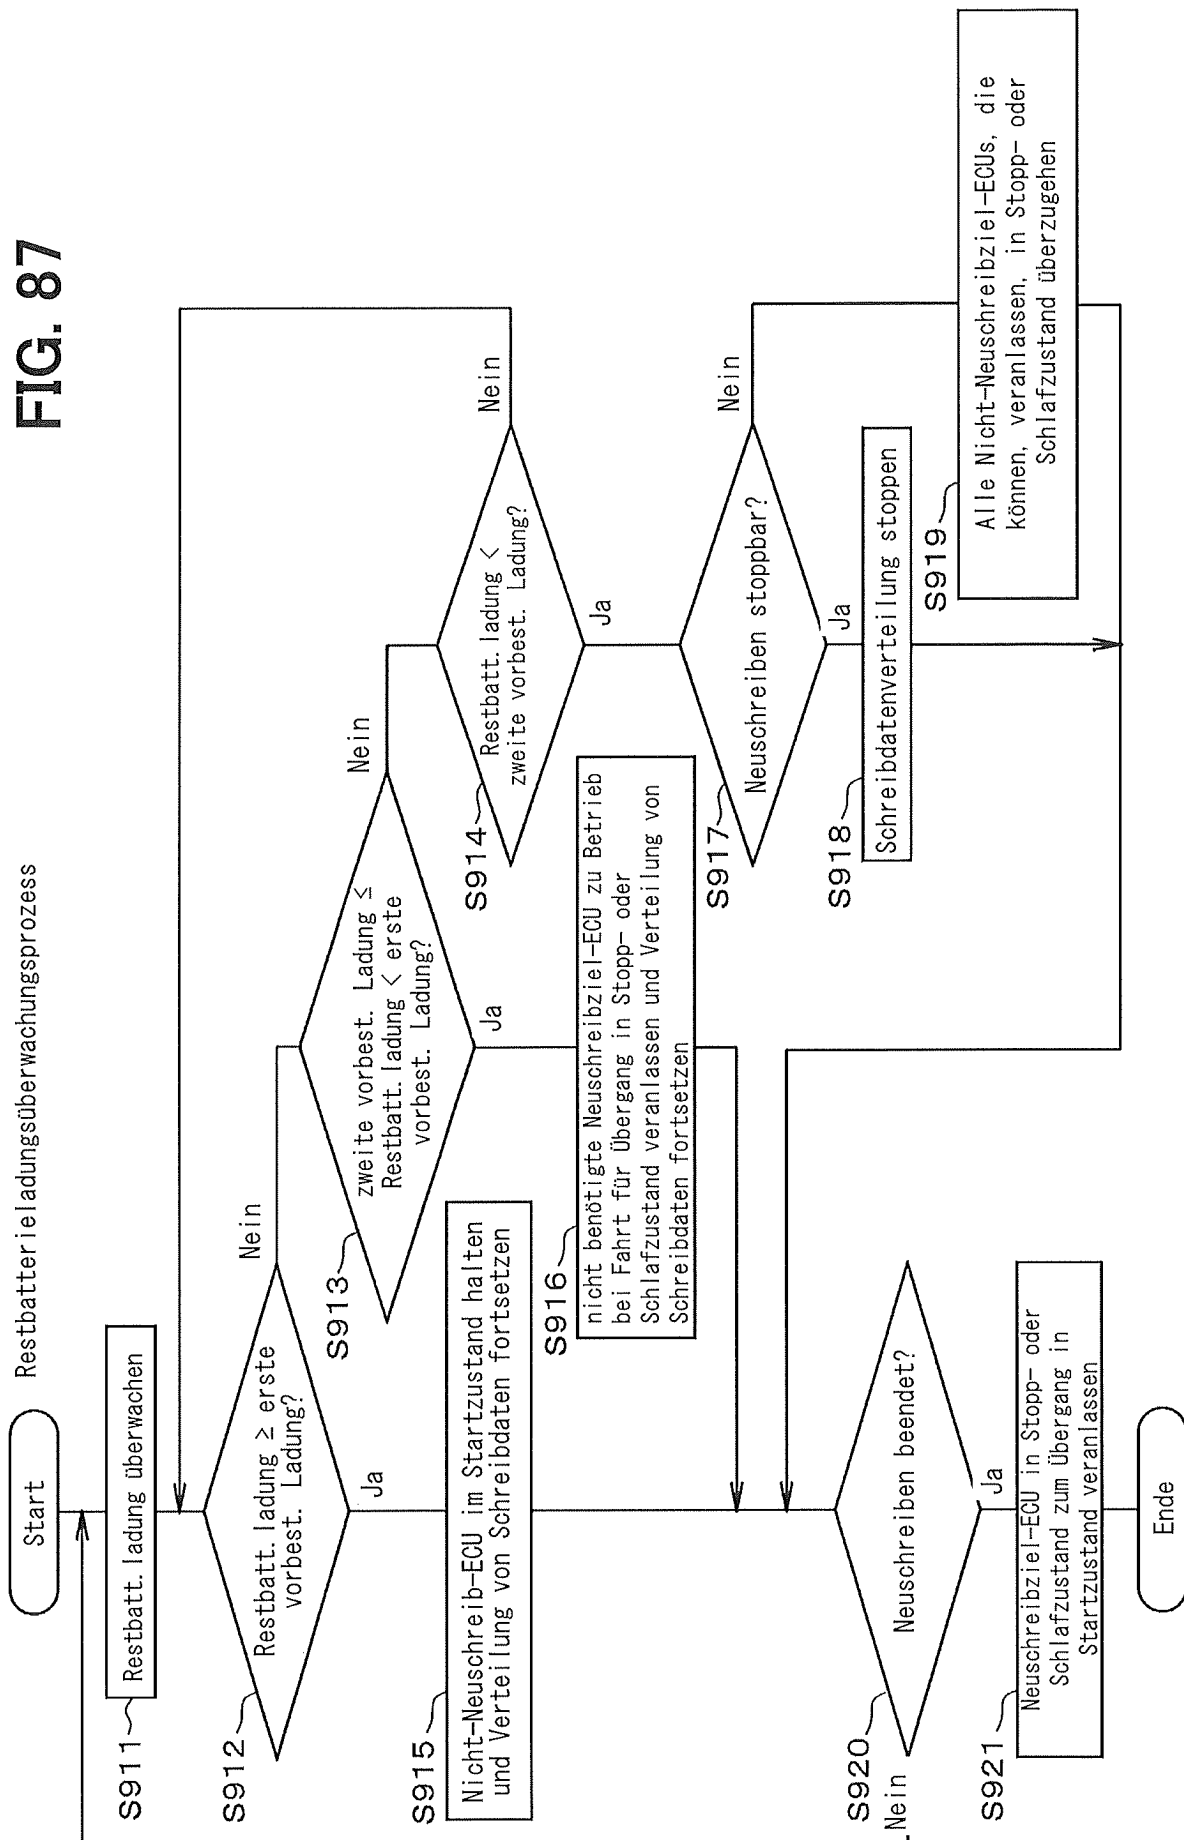 FIG. 87
Restbatterieladungsüberwachungsprozess
Start
S911
Restbatt.ladung überwachen
S912
Restbatt.ladung ≥ erste
vorbest. Ladung?
Nein
Ja
S913
zweite vorbest. Ladung ≤
Restbatt.ladung < erste
vorbest. Ladung?
Nein
Ja
S914
Restbatt.ladung <
zweite vorbest. Ladung?
Nein
Ja
S915
Nicht-Neuschreib-ECU im Startzustand halten
und Verteilung von Schreibdaten fortsetzen
S916
nicht benötigte Neuschreibziel-ECU zu Betrieb
bei Fahrt für Übergang in Stopp- oder
Schlafzustand veranlassen und Verteilung von
Schreibdaten fortsetzen
S917
Neuschreiben stoppbar?
Nein
Ja
S918
Schreibdatenverteilung stoppen
S919
Alle Nicht-Neuschreibziel-ECUs, die
können, veranlassen, in Stopp- oder
Schlafzustand überzugehen
S920
Neuschreiben beendet?
Nein
Ja
S921
Neuschreibziel-ECU in Stopp- oder
Schlafzustand zum Übergang in
Startzustand veranlassen
Ende